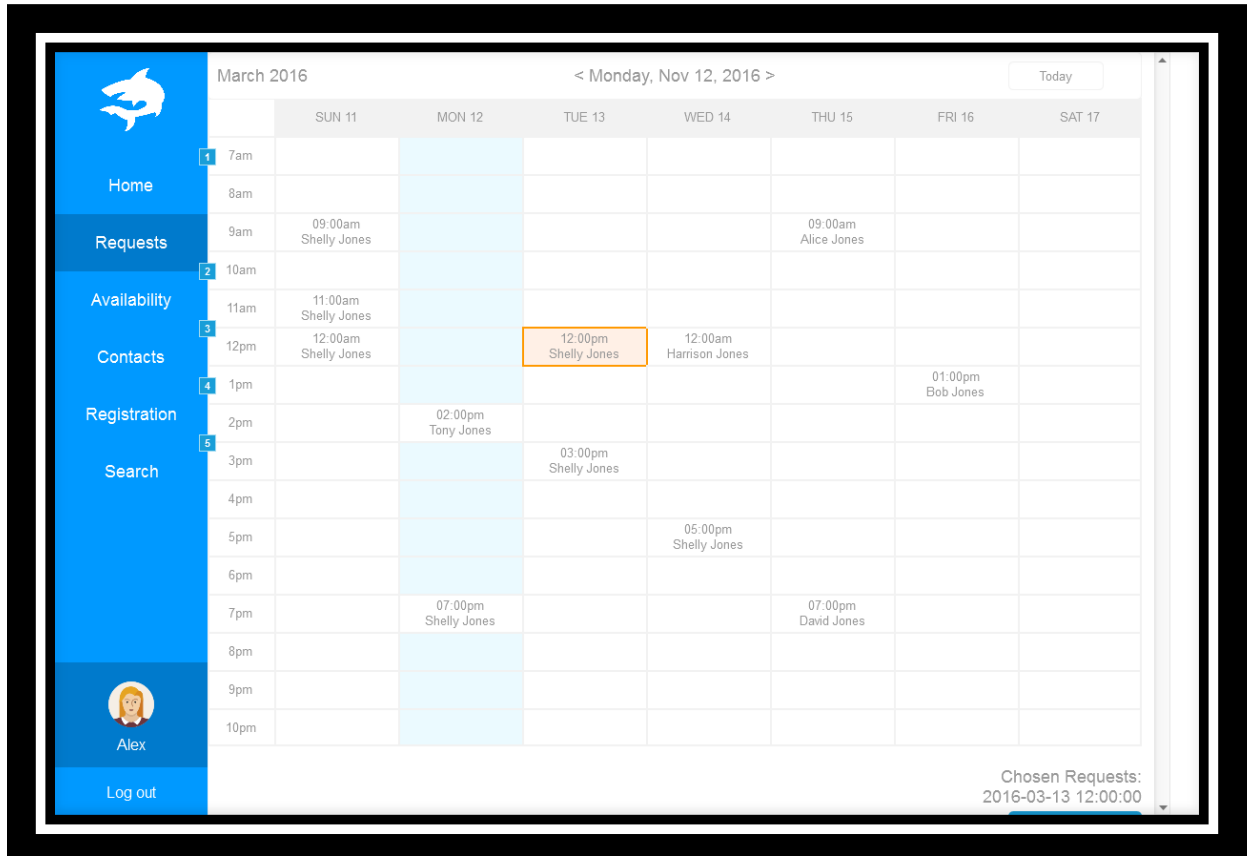 March 2016
< Monday, Nov 12, 2016 >
Today
SUN 11 MON 12 TUE 13 WED 14 THU 15 FRI 16 SAT 17
1
7am
Home
8am
9am
09:00am
Shelly Jones
09:00am
Alice Jones
Requests
2
10am
Availability
11am
11:00am
Shelly Jones
3
12pm
12:00am
Shelly Jones
12:00pm
Shelly Jones
12:00am
Harrison Jones
Contacts
4
1pm
01:00pm
Bob Jones
Registration
2pm
02:00pm
Tony Jones
5
3pm
03:00pm
Shelly Jones
Search
4pm
5pm
05:00pm
Shelly Jones
6pm
7pm
07:00pm
Shelly Jones
07:00pm
David Jones
8pm
9pm
10pm
Alex
Log out
Chosen Requests:
2016-03-13 12:00:00